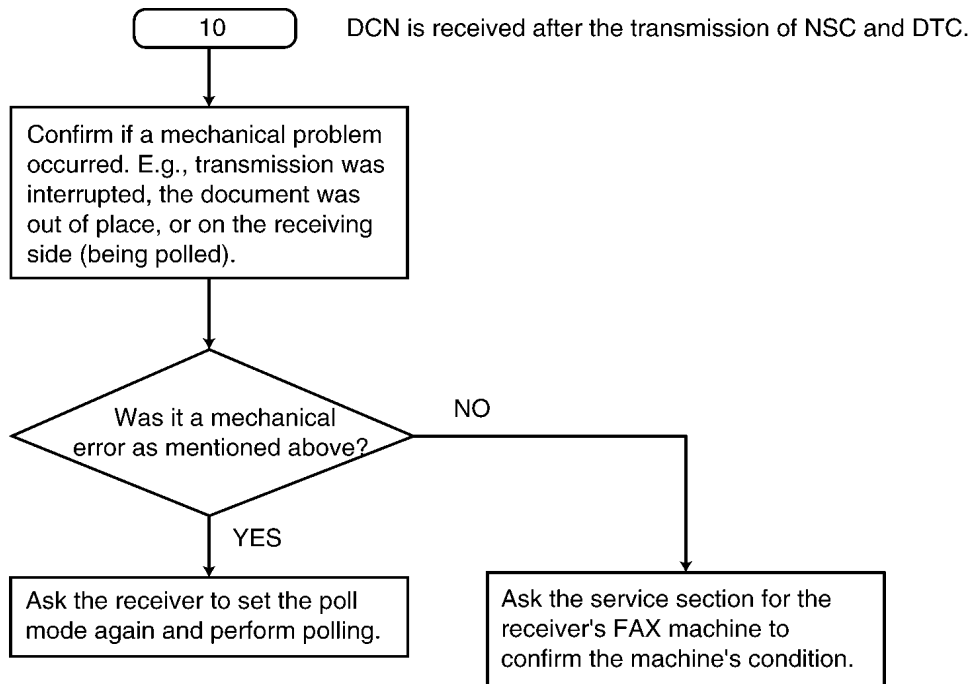 10
DCN is received after the transmission of NSC and DTC.
Confirm if a mechanical problem
occurred. E.g., transmission was
interrupted, the document was
out of place, or on the receiving
side (being polled).
Was it a mechanical
error as mentioned above?
NO
YES
Ask the receiver to set the poll
mode again and perform polling.
Ask the service section for the
receiver's FAX machine to
confirm the machine's condition.